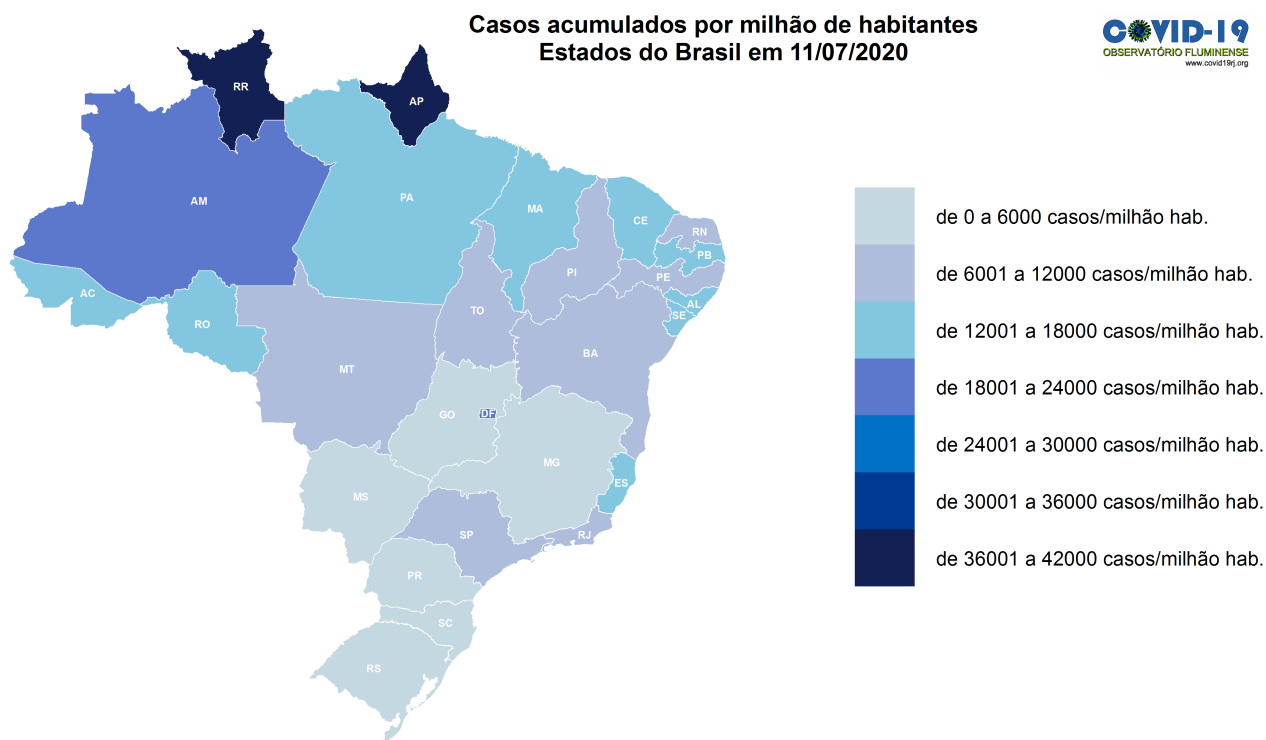 Casos acumulados por milhão de habitantes
Estados do Brasil em 11/07/2020
COVID-19
OBSERVATÓRIO FLUMINENSE
www.covid19rj.org
RR
AP
AM
PA
MA
CE
RN
PB
PI
PE
AC
AL
SE
TO
RO
BA
MT
GO
DF
MG
ES
MS
SP
RJ
PR
SC
RS
de 0 a 6000 casos/milhão hab.
de 6001 a 12000 casos/milhão hab.
de 12001 a 18000 casos/milhão hab.
de 18001 a 24000 casos/milhão hab.
de 24001 a 30000 casos/milhão hab.
de 30001 a 36000 casos/milhão hab.
de 36001 a 42000 casos/milhão hab.